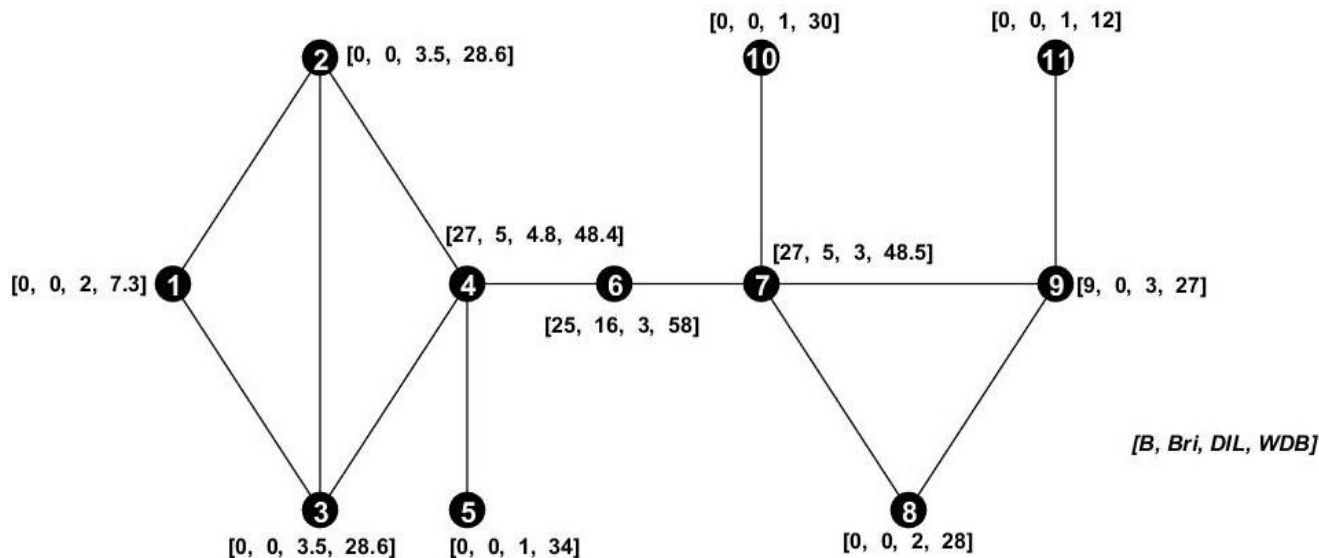 [0, 0, 1, 30]
[0, 0, 1, 12]
2
[0, 0, 3.5, 28.6]
10
11
[27, 5, 4.8, 48.4]
[27, 5, 3, 48.5]
[0, 0, 2, 7.3]
1
4
6
7
9
[9, 0, 3, 27]
[25, 16, 3, 58]
[B, Bri, DIL, WDB]
3
5
8
[0, 0, 3.5, 28.6]
[0, 0, 1, 34]
[0, 0, 2, 28]